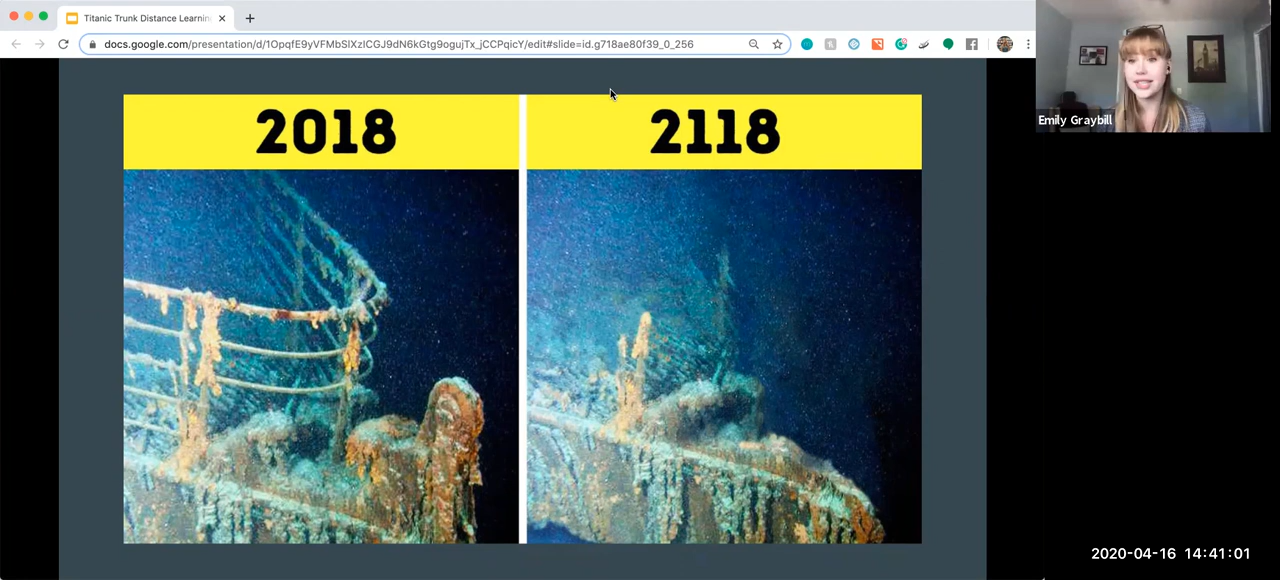 Titanic Trunk Distance Learnin
docs.google.com/presentation/d/1OpqfE9yVFMbSlXzICGJ9dN6kGtg9ogujTx_jCCPqicY/edit#slide=id.g718ae80f39_0_256
2018
2118
Emily Graybill
2020-04-16 14:41:01